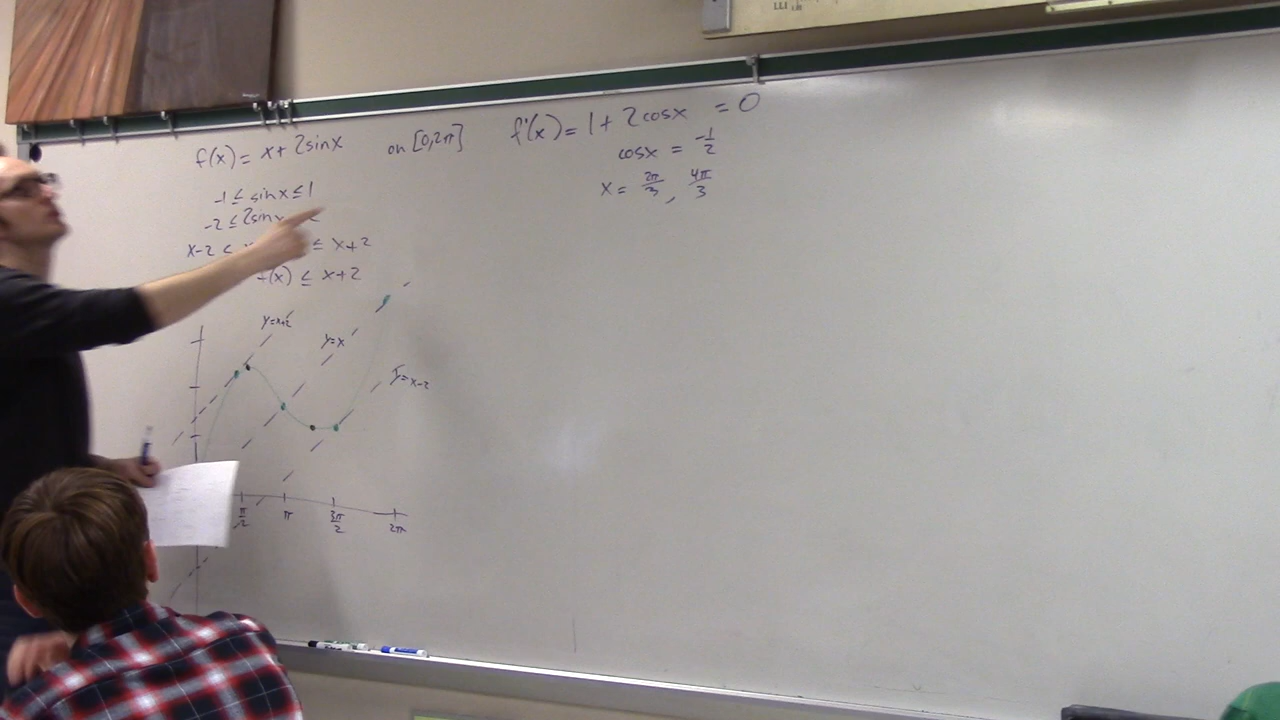 f(x) = x + 2sinx on [0,2π]
-1 ≤ sinx ≤ 1
-2 ≤ 2sinx
x-2 ≤ ≤ x+2
f(x) ≤ x+2
f'(x) = 1 + 2cosx = 0
cosx = -1/2
x = 2π/3, 4π/3
y=x+2
y=x
y=x-2
π/2 π 3π/2 2π